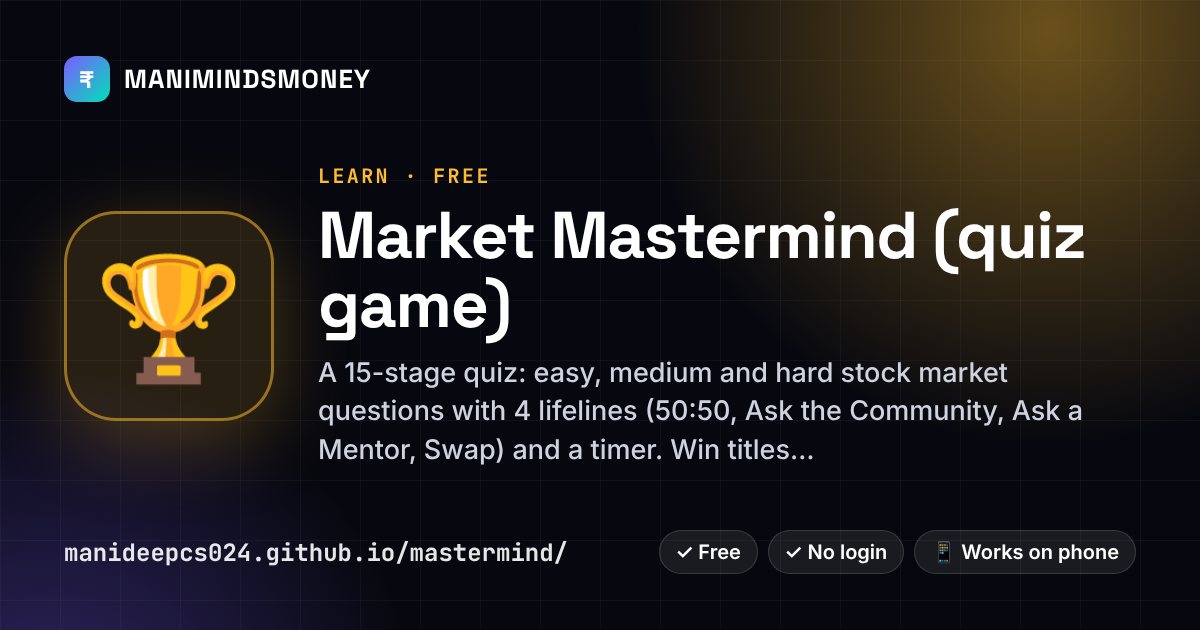 ₹ MANIMINDSMONEY
LEARN · FREE
Market Mastermind (quiz
game)
A 15-stage quiz: easy, medium and hard stock market
questions with 4 lifelines (50:50, Ask the Community, Ask a
Mentor, Swap) and a timer. Win titles…
manideepcs024.github.io/mastermind/
✓ Free ✓ No login 📱 Works on phone